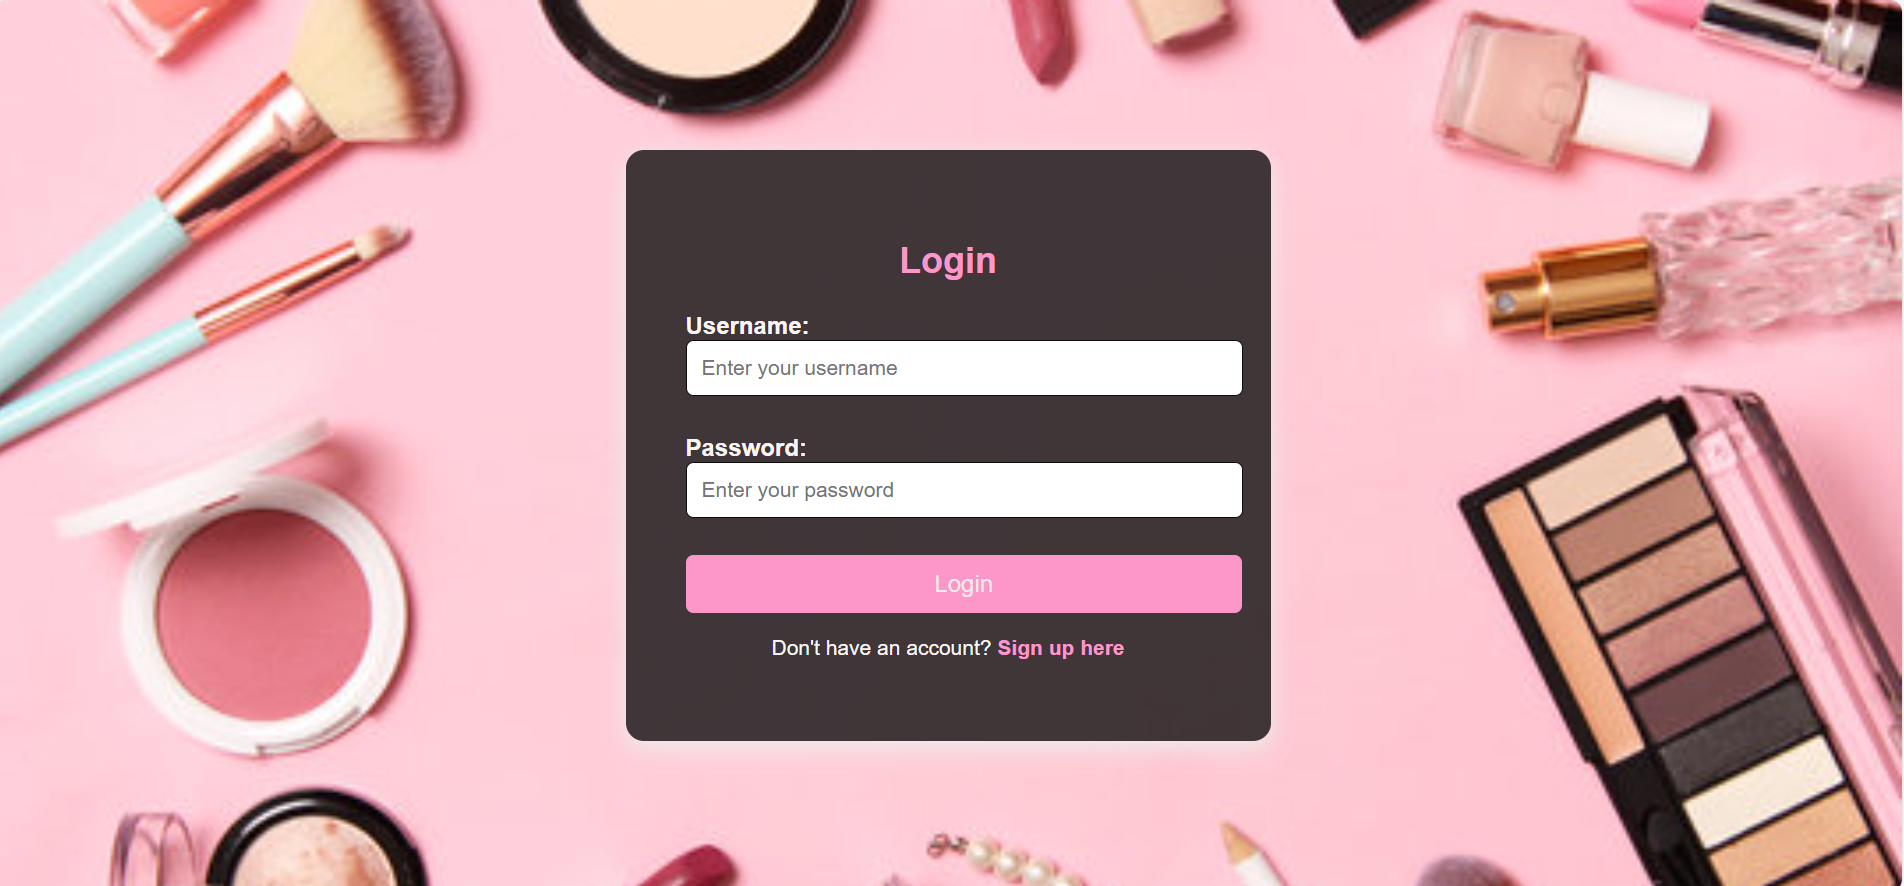 Login
Username:
Enter your username
Password:
Enter your password
Login
Don't have an account? Sign up here